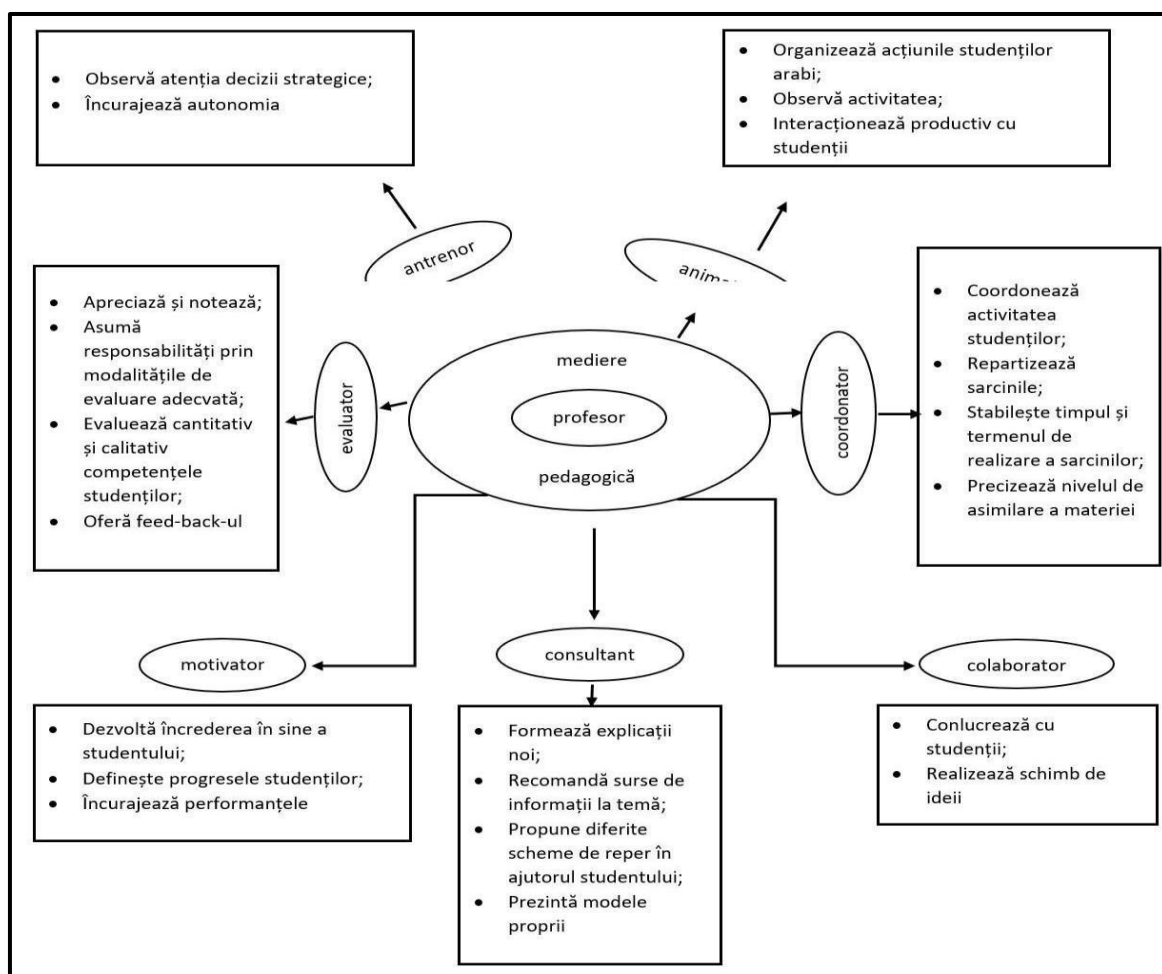 • Observă atenția decizii strategice;
• Încurajează autonomia
• Organizează acțiunile studenților
arabi;
• Observă activitatea;
• Interacționează productiv cu
studenții
antrenor
• Apreciază și notează;
• Asumă
responsabilități prin
modalitățile de
evaluare adecvată;
• Evaluează cantitativ
și calitativ
competențele
studenților;
• Oferă feed-back-ul
evaluator
mediere
profesor
pedagogică
coordonator
• Coordonează
activitatea
studenților;
• Repartizează
sarcinile;
• Stabilește timpul și
termenul de
realizare a sarcinilor;
• Precizează nivelul de
asimilare a materiei
motivator
consultant
colaborator
• Dezvoltă încrederea în sine a
studentului;
• Definește progresele studenților;
• Încurajează performanțele
• Formează explicații
noi;
• Recomandă surse de
informații la temă;
• Propune diferite
scheme de reper în
ajutorul studentului;
• Prezintă modele
proprii
• Conlucrează cu
studenții;
• Realizează schimb de
ideii